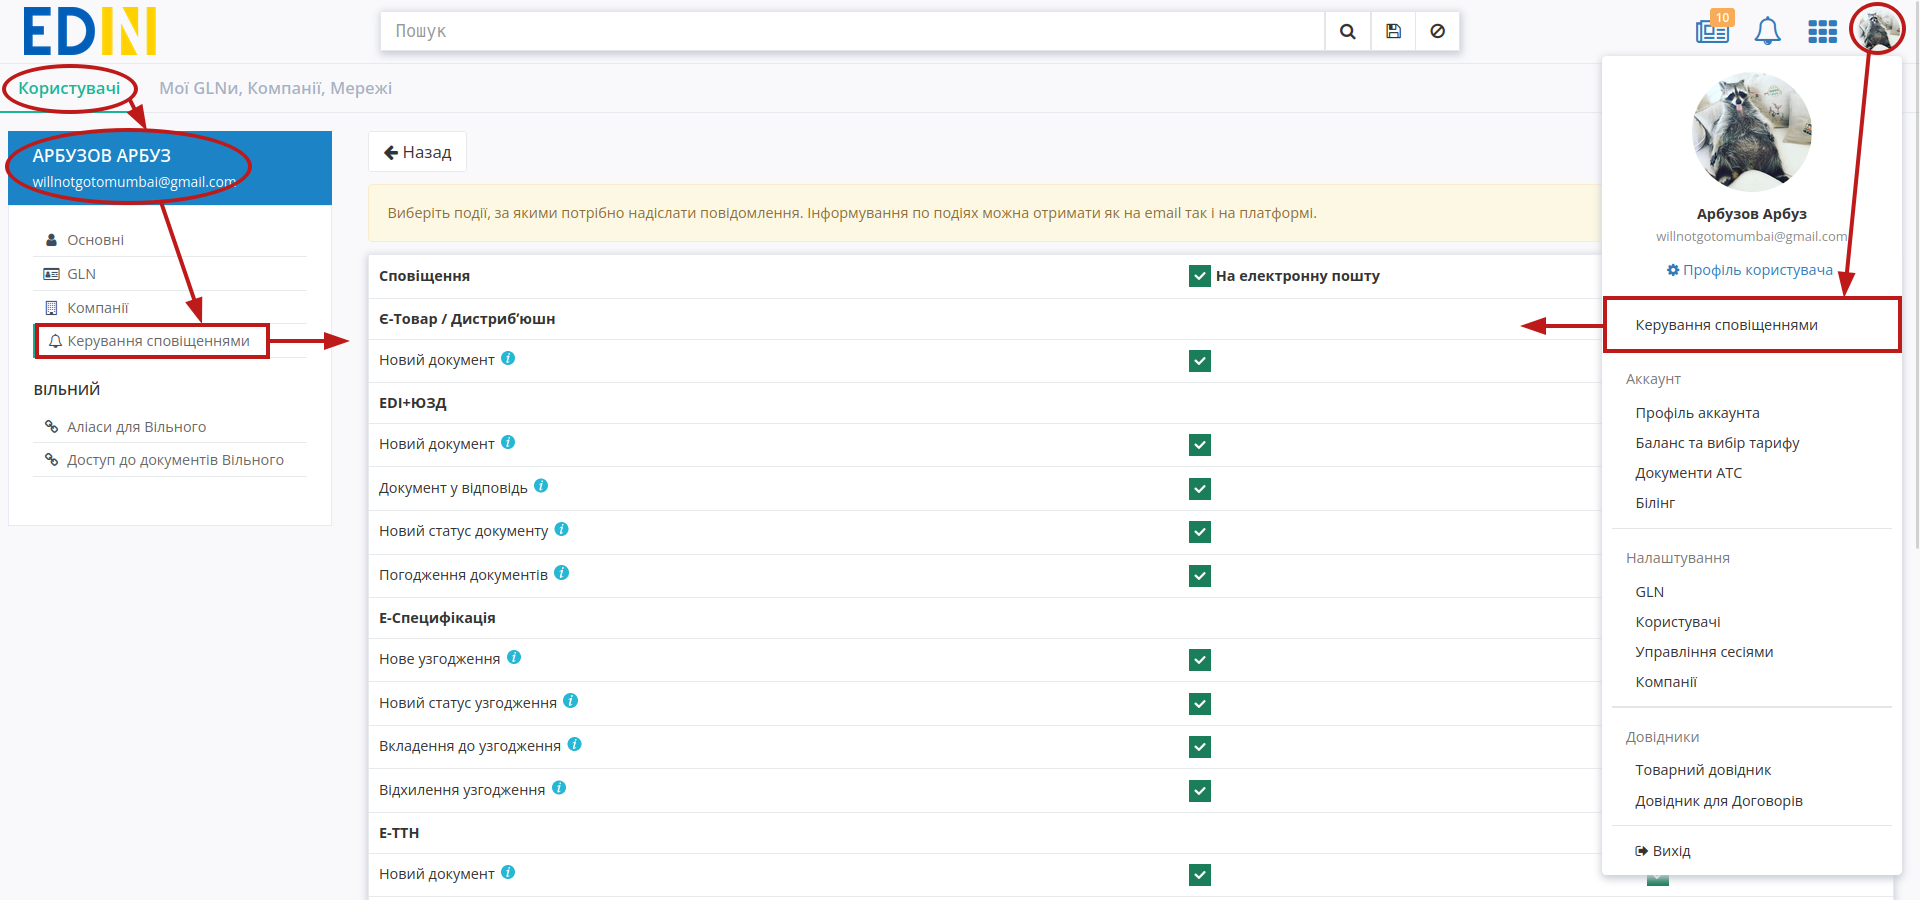 EDIN
Пошук
10
Користувачі
Мої GLNи, Компанії, Мережі
АРБУЗОВ АРБУЗ
willnotgotomumbai@gmail.com
Основні
GLN
Компанії
Керування сповіщеннями
ВІЛЬНИЙ
Аліаси для Вільного
Доступ до документів Вільного
Назад
Виберіть події, за якими потрібно надіслати повідомлення. Інформування по подіях можна отримати як на email так і на платформі.
Сповіщення На електронну пошту
Є-Товар / Дистриб’юшн
Новий документ
EDI+ЮЗД
Новий документ
Документ у відповідь
Новий статус документу
Погодження документів
Е-Специфікація
Нове узгодження
Новий статус узгодження
Вкладення до узгодження
Відхилення узгодження
Е-ТТН
Новий документ
Арбузов Арбуз
willnotgotomumbai@gmail.com
Профіль користувача
Керування сповіщеннями
Аккаунт
Профіль аккаунта
Баланс та вибір тарифу
Документи АТС
Білінг
Налаштування
GLN
Користувачі
Управління сесіями
Компанії
Довідники
Товарний довідник
Довідник для Договорів
Вихід